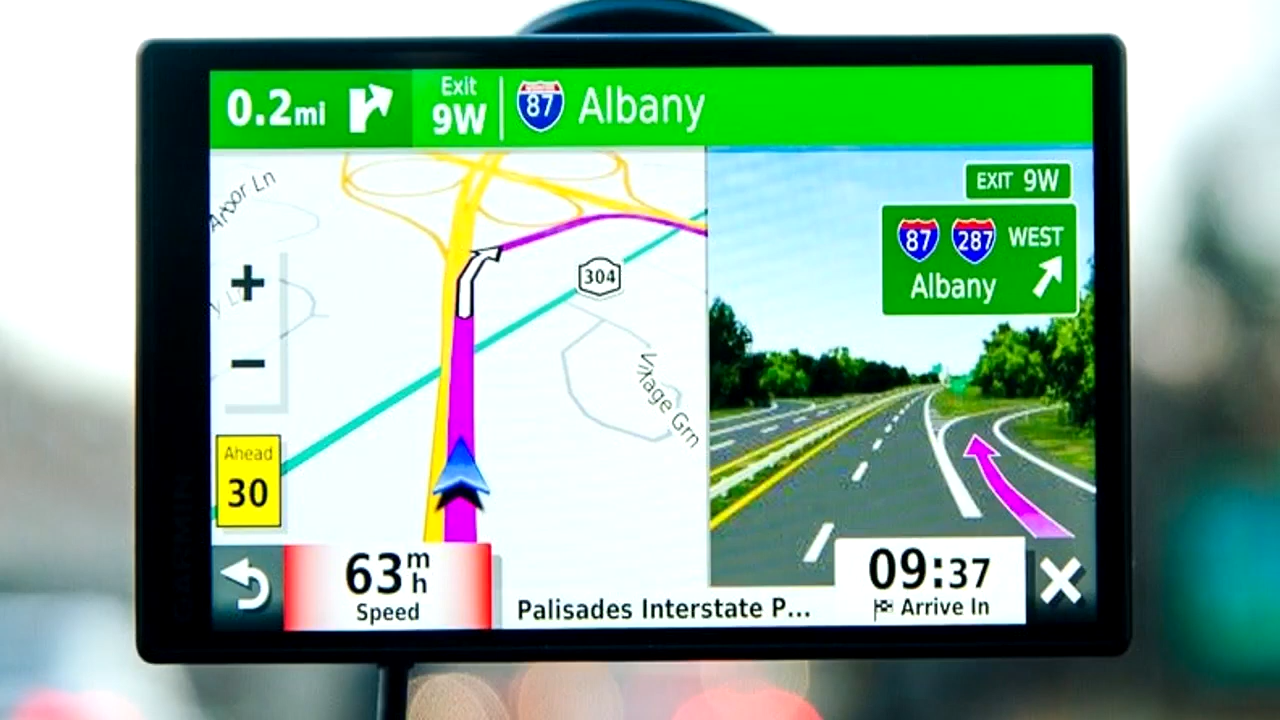 0.2mi
Exit
9W
87
Albany
EXIT 9W
87 287 WEST
Albany
Arbor Ln
304
Village Grn
+
-
Ahead
30
63 mh
Speed
Palisades Interstate P...
09:37
Arrive In